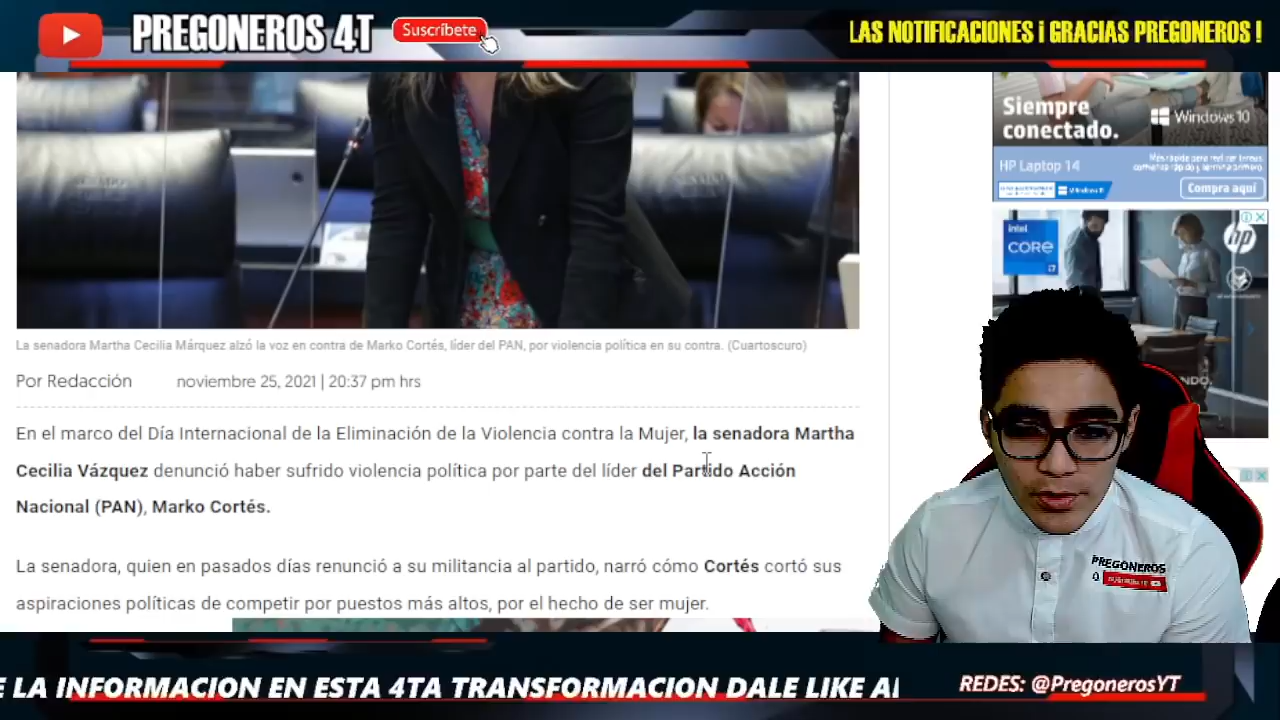 PREGONEROS 4T
Suscríbete
LAS NOTIFICACIONES ¡ GRACIAS PREGONEROS !
Siempre
conectado.
Windows 10
HP Laptop 14
Compra aquí
intel
CORE
i7
hp
La senadora Martha Cecilia Márquez alzó la voz en contra de Marko Cortés, líder del PAN, por violencia política en su contra. (Cuartoscuro)
Por Redacción noviembre 25, 2021 | 20:37 pm hrs
En el marco del Día Internacional de la Eliminación de la Violencia contra la Mujer, la senadora Martha
Cecilia Vázquez denunció haber sufrido violencia política por parte del líder del Partido Acción
Nacional (PAN), Marko Cortés.
La senadora, quien en pasados días renunció a su militancia al partido, narró cómo Cortés cortó sus
aspiraciones políticas de competir por puestos más altos, por el hecho de ser mujer.
PREGONEROS
E LA INFORMACION EN ESTA 4TA TRANSFORMACION DALE LIKE
REDES: @PregonerosYT